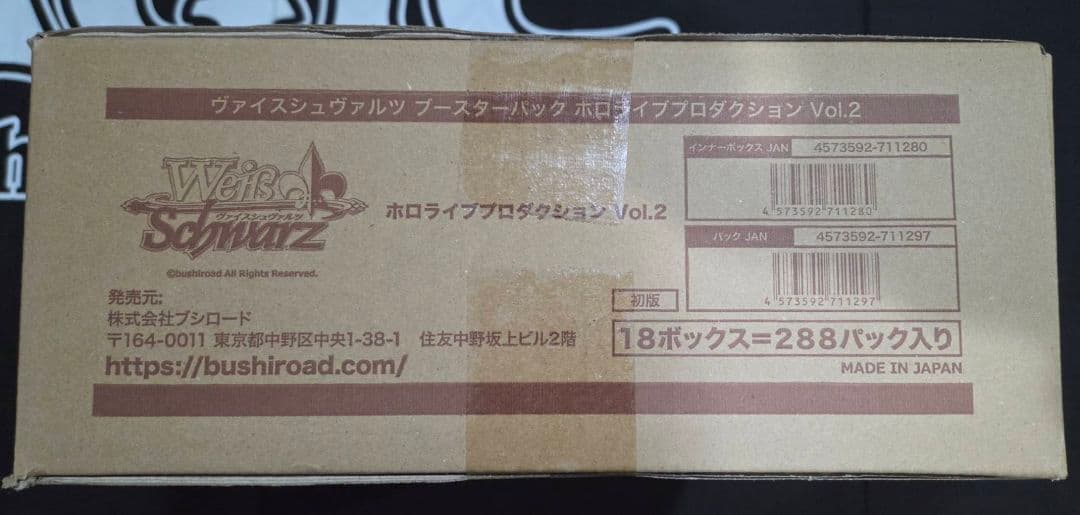 ヴァイスシュヴァルツ ブースターパック ホロライブプロダクション Vol.2
Weiß
ヴァイスシュヴァルツ
Schwarz
©bushiroad All Rights Reserved.
ホロライブプロダクション Vol.2
インナーボックス JAN 4573592-711280
4 573592 711280
パック JAN 4573592-711297
4 573592 711297
発売元:
株式会社ブシロード
〒164-0011 東京都中野区中央1-38-1 住友中野坂上ビル2階
https://bushiroad.com/
初版
18ボックス=288パック入り
MADE IN JAPAN